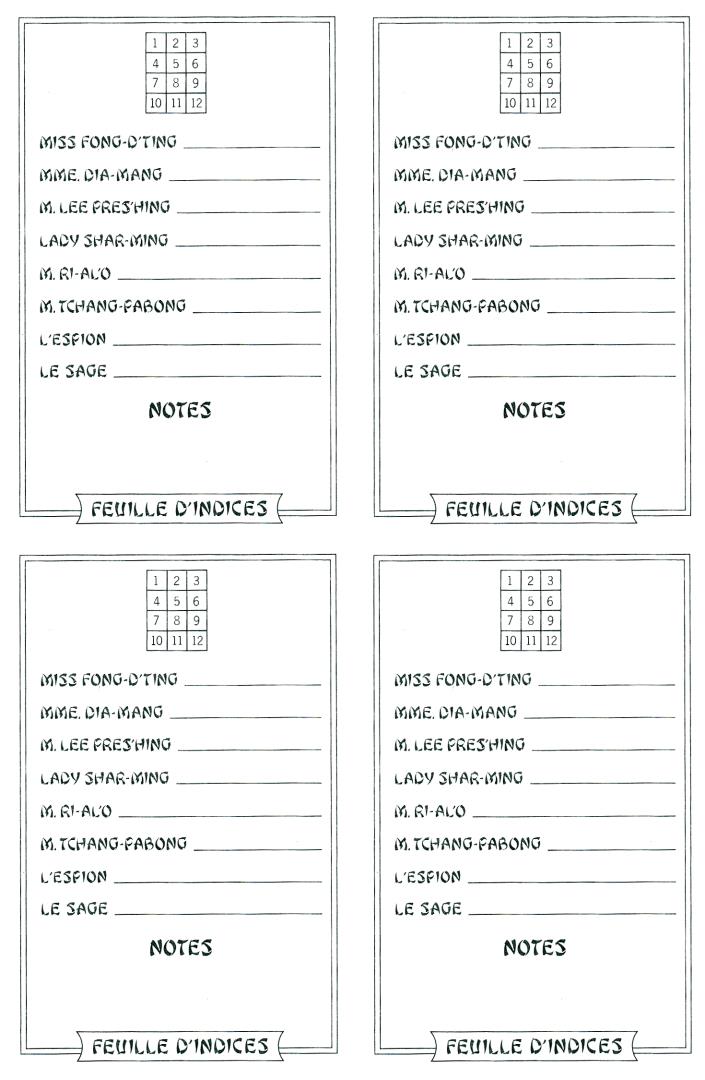 1 2 3
4 5 6
7 8 9
10 11 12
MISS FONG-D'TING
MME. DIA-MANG
M. LEE PRES'HING
LADY SHAR-MING
M. RI-AL'O
M. TCHANG-PABONG
L'ESPION
LE SAGE
NOTES
FEUILLE D'INDICES
1 2 3
4 5 6
7 8 9
10 11 12
MISS FONG-D'TING
MME. DIA-MANG
M. LEE PRES'HING
LADY SHAR-MING
M. RI-AL'O
M. TCHANG-PABONG
L'ESPION
LE SAGE
NOTES
FEUILLE D'INDICES
1 2 3
4 5 6
7 8 9
10 11 12
MISS FONG-D'TING
MME. DIA-MANG
M. LEE PRES'HING
LADY SHAR-MING
M. RI-AL'O
M. TCHANG-PABONG
L'ESPION
LE SAGE
NOTES
FEUILLE D'INDICES
1 2 3
4 5 6
7 8 9
10 11 12
MISS FONG-D'TING
MME. DIA-MANG
M. LEE PRES'HING
LADY SHAR-MING
M. RI-AL'O
M. TCHANG-PABONG
L'ESPION
LE SAGE
NOTES
FEUILLE D'INDICES